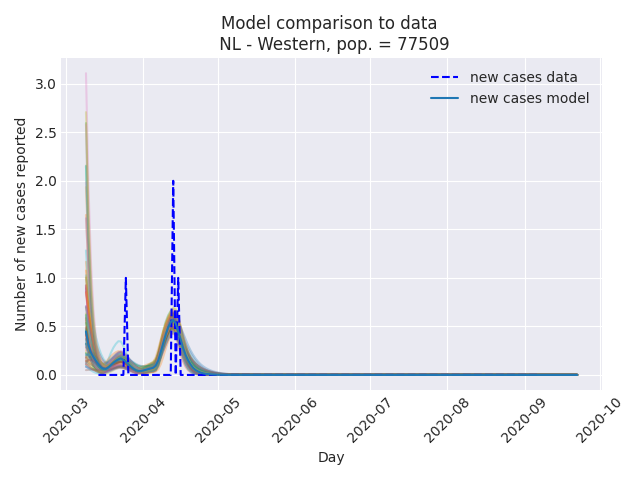 Model comparison to data
NL - Western, pop. = 77509
new cases data
new cases model
Number of new cases reported
3.0
2.5
2.0
1.5
1.0
0.5
0.0
2020-03
2020-04
2020-05
2020-06
2020-07
2020-08
2020-09
2020-10
Day